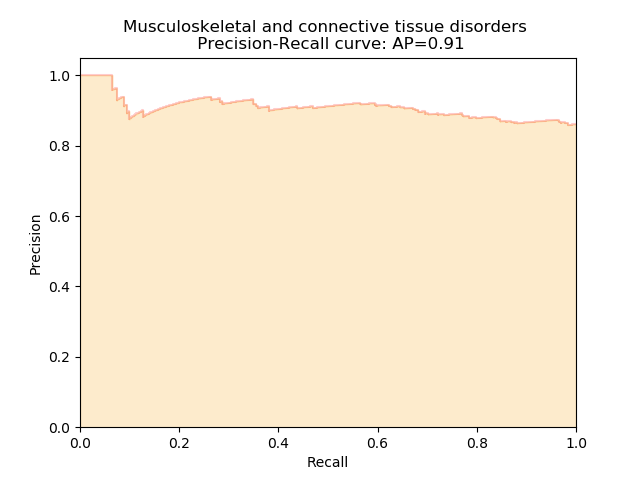 Musculoskeletal and connective tissue disorders
Precision-Recall curve: AP=0.91
1.0
0.8
0.6
0.4
0.2
0.0
Precision
0.0 0.2 0.4 0.6 0.8 1.0
Recall